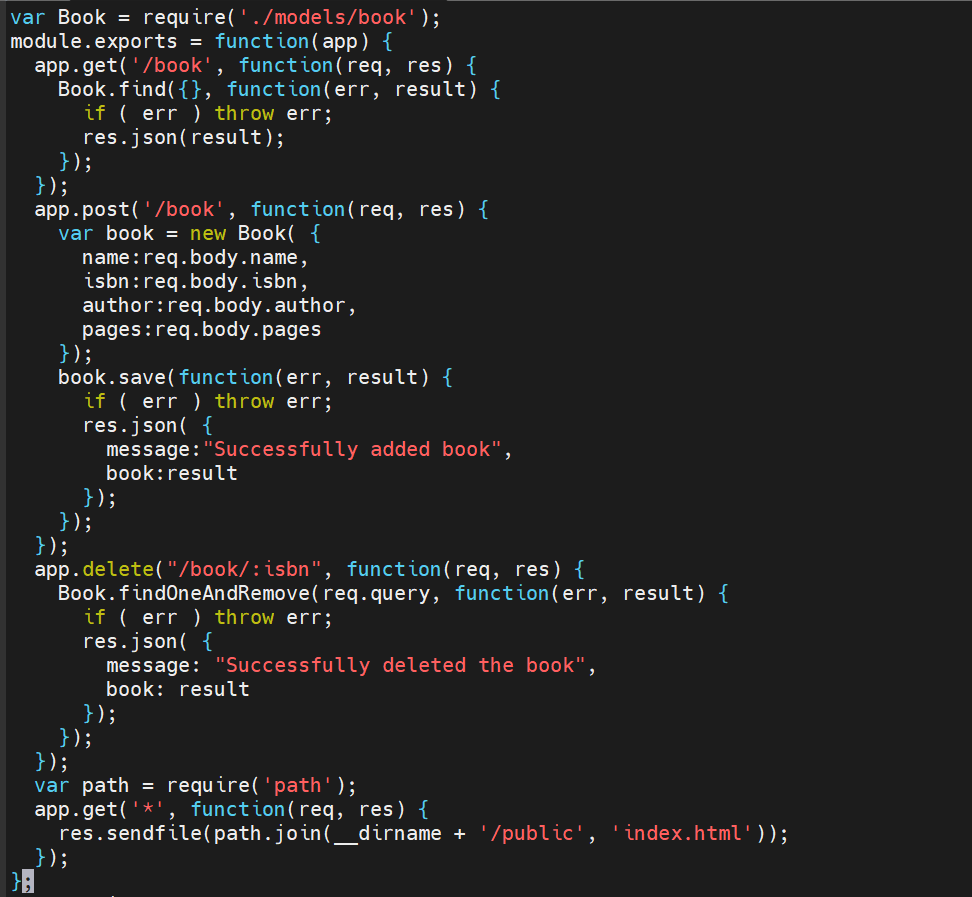 var Book = require('./models/book');
module.exports = function(app) {
  app.get('/book', function(req, res) {
    Book.find({}, function(err, result) {
      if ( err ) throw err;
      res.json(result);
    });
  });
  app.post('/book', function(req, res) {
    var book = new Book( {
      name:req.body.name,
      isbn:req.body.isbn,
      author:req.body.author,
      pages:req.body.pages
    });
    book.save(function(err, result) {
      if ( err ) throw err;
      res.json( {
        message:"Successfully added book",
        book:result
      });
    });
  });
  app.delete("/book/:isbn", function(req, res) {
    Book.findOneAndRemove(req.query, function(err, result) {
      if ( err ) throw err;
      res.json( {
        message: "Successfully deleted the book",
        book: result
      });
    });
  });
  var path = require('path');
  app.get('*', function(req, res) {
    res.sendfile(path.join(__dirname + '/public', 'index.html'));
  });
};